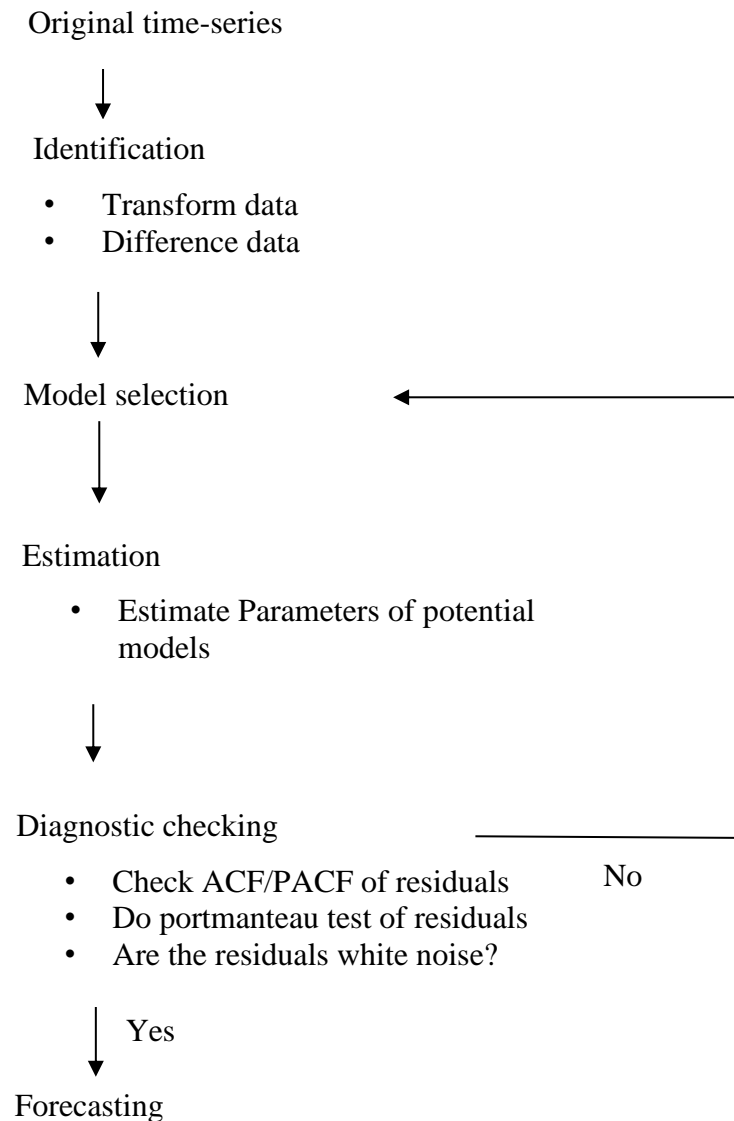 Original time-series
Identification
• Transform data
• Difference data
Model selection
Estimation
• Estimate Parameters of potential
models
Diagnostic checking
• Check ACF/PACF of residuals
No
• Do portmanteau test of residuals
• Are the residuals white noise?
Yes
Forecasting